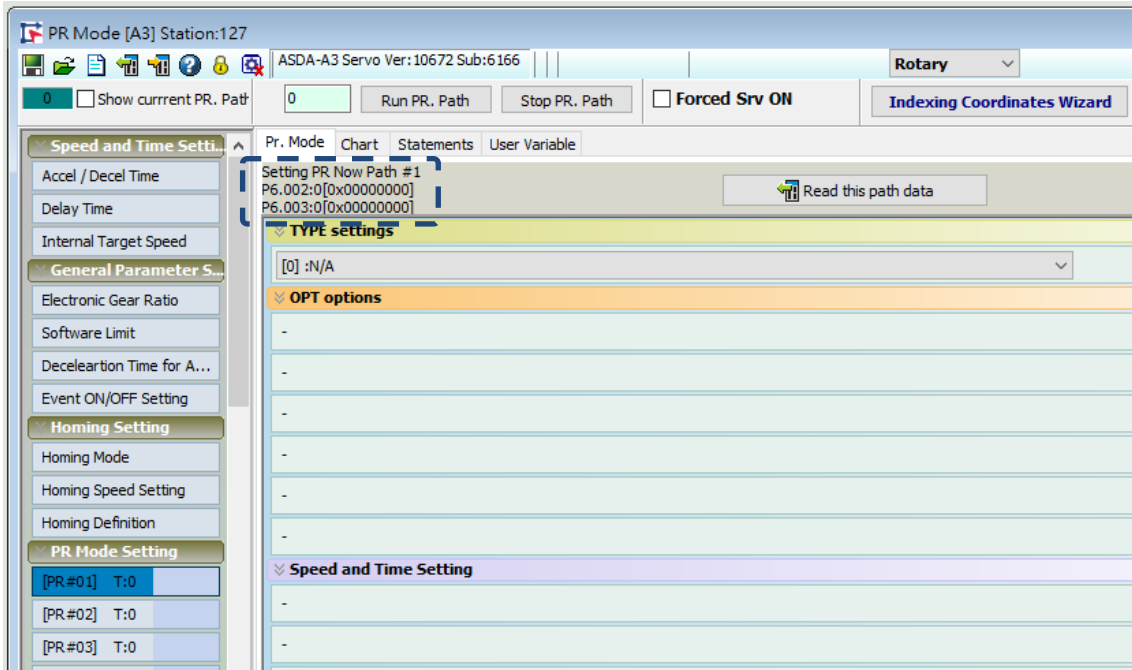 PR Mode [A3] Station:127
ASDA-A3 Servo Ver:10672 Sub:6166
Rotary
0
Show currrent PR. Path
0
Run PR. Path
Stop PR. Path
Forced Srv ON
Indexing Coordinates Wizard
Speed and Time Setti...
Accel / Decel Time
Delay Time
Internal Target Speed
General Parameter S...
Electronic Gear Ratio
Software Limit
Deceleartion Time for A...
Event ON/OFF Setting
Homing Setting
Homing Mode
Homing Speed Setting
Homing Definition
PR Mode Setting
[PR#01] T:0
[PR#02] T:0
[PR#03] T:0
Pr. Mode
Chart
Statements
User Variable
Setting PR Now Path #1
P6.002:0[0x00000000]
P6.003:0[0x00000000]
Read this path data
TYPE settings
[0] :N/A
OPT options
-
-
-
-
-
-
Speed and Time Setting
-
-